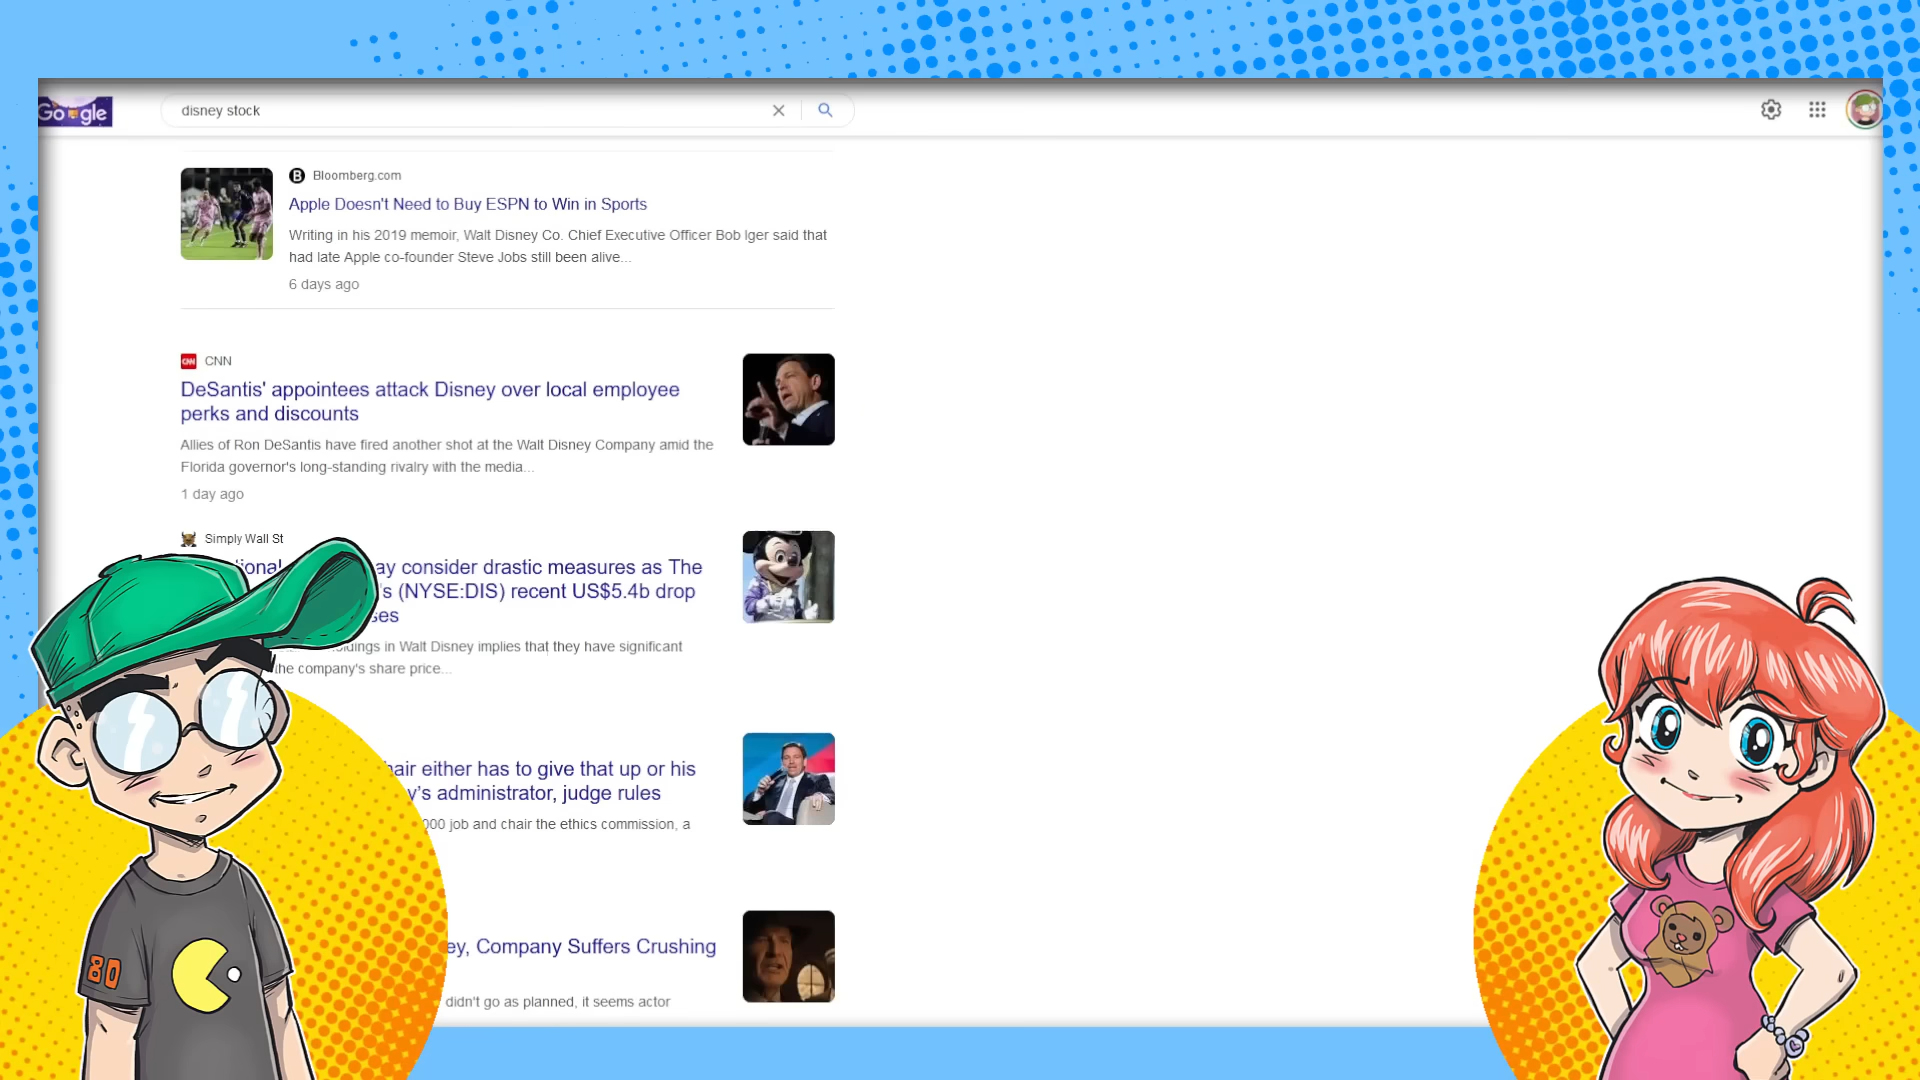 Google
disney stock
Bloomberg.com
Apple Doesn't Need to Buy ESPN to Win in Sports
Writing in his 2019 memoir, Walt Disney Co. Chief Executive Officer Bob Iger said that
had late Apple co-founder Steve Jobs still been alive...
6 days ago
CNN
DeSantis' appointees attack Disney over local employee
perks and discounts
Allies of Ron DeSantis have fired another shot at the Walt Disney Company amid the
Florida governor's long-standing rivalry with the media...
1 day ago
Simply Wall St
consider drastic measures as The
(NYSE:DIS) recent US$5.4b drop
in Walt Disney implies that they have significant
the company's share price...
either has to give that up or his
administrator, judge rules
job and chair the ethics commission, a
Company Suffers Crushing
didn't go as planned, it seems actor
80